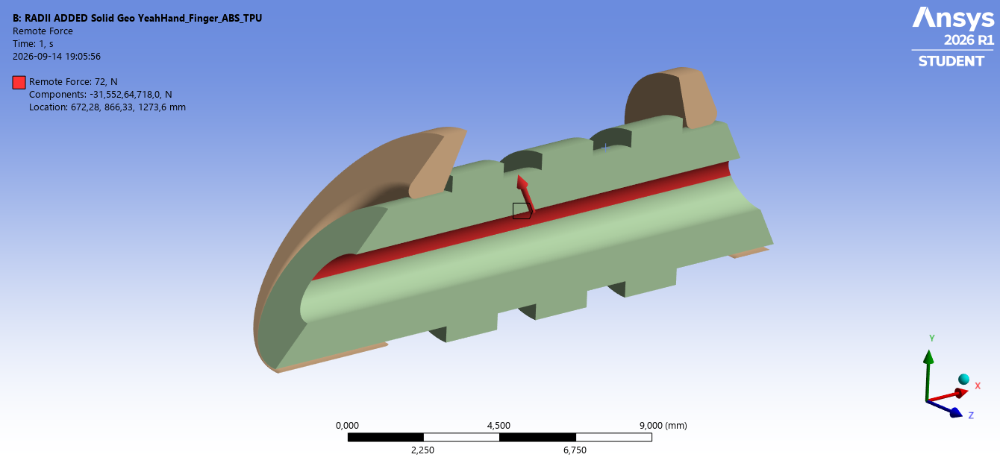 B: RADII ADDED Solid Geo YeahHand_Finger_ABS_TPU
Remote Force
Time: 1, s
2026-09-14 19:05:56
Remote Force: 72, N
Components: -31,552,64,718,0, N
Location: 672,28, 866,33, 1273,6 mm
Ansys
2026 R1
STUDENT
Y
X
Z
0,000 4,500 9,000 (mm)
2,250 6,750